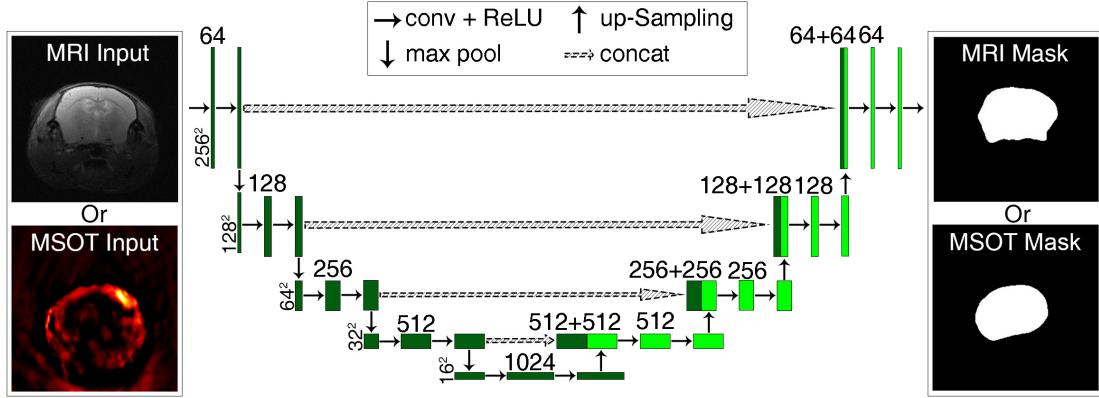 conv + ReLU
up-Sampling
max pool
concat
MRI Input
Or
MSOT Input
64
256²
128
128²
256
64²
512
32²
1024
16²
512+512
512
256+256
256
128+128
128
64+64
64
MRI Mask
Or
MSOT Mask